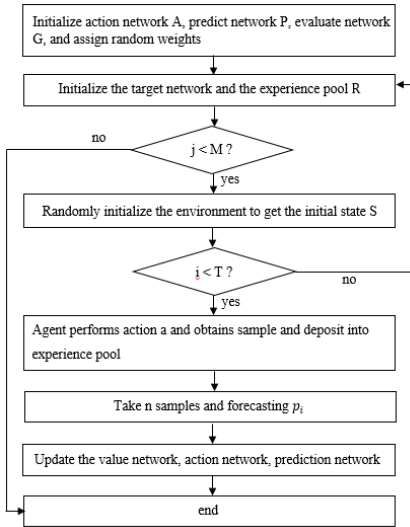 Initialize action network A, predict network P, evaluate network
G, and assign random weights
Initialize the target network and the experience pool R
no
j < M ?
yes
Randomly initialize the environment to get the initial state S
i < T ?
no
yes
Agent performs action a and obtains sample and deposit into
experience pool
Take n samples and forecasting pᵢ
Update the value network, action network, prediction network
end